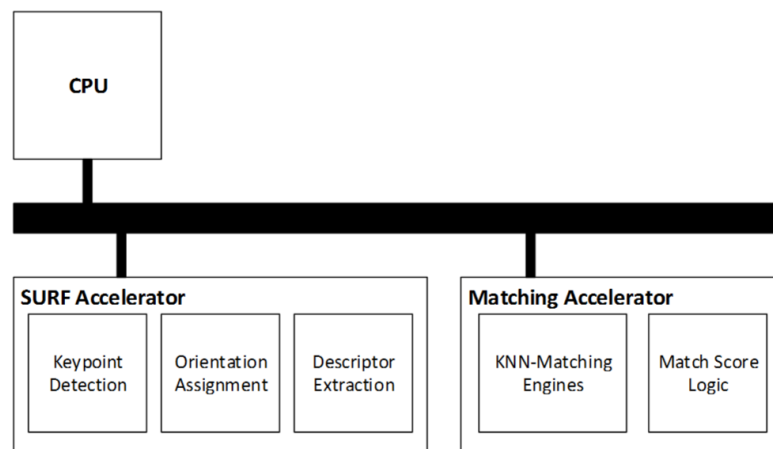 CPU
SURF Accelerator
Keypoint
Detection
Orientation
Assignment
Descriptor
Extraction
Matching Accelerator
KNN-Matching
Engines
Match Score
Logic